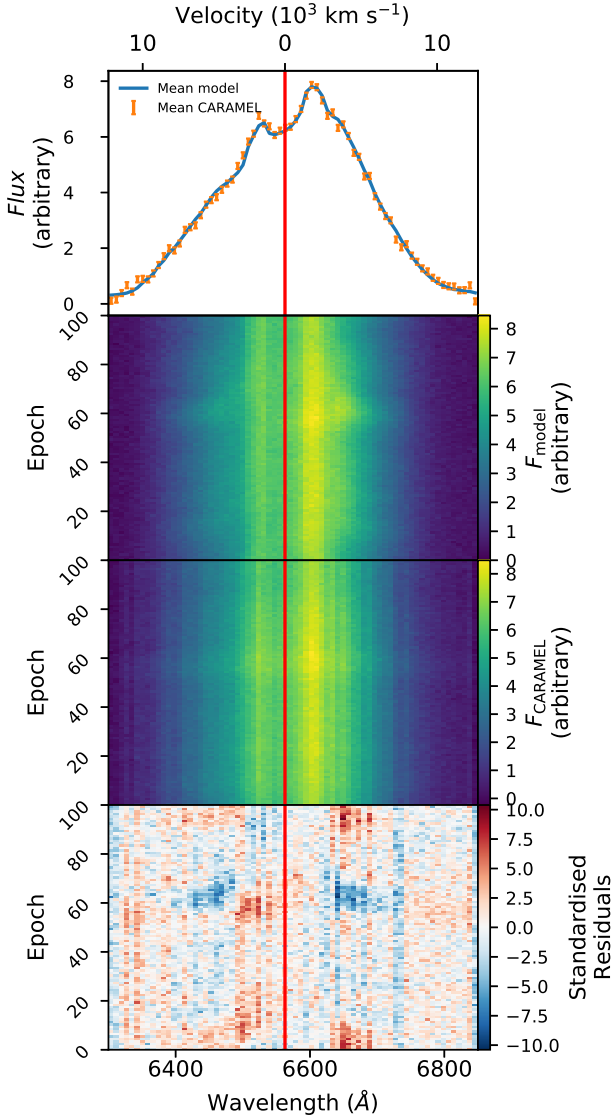 Velocity (10³ km s⁻¹)
10 0 10
Flux
(arbitrary)
8
6
4
2
0
Mean model
Mean CARAMEL
Epoch
100
80
60
40
20
8
7
6
5
4
3
2
1
0
F_model
(arbitrary)
Epoch
100
80
60
40
20
8
7
6
5
4
3
2
1
0
F_CARAMEL
(arbitrary)
Epoch
100
80
60
40
20
0
10.0
7.5
5.0
2.5
0.0
−2.5
−5.0
−7.5
−10.0
Standardised
Residuals
6400 6600 6800
Wavelength (Å)